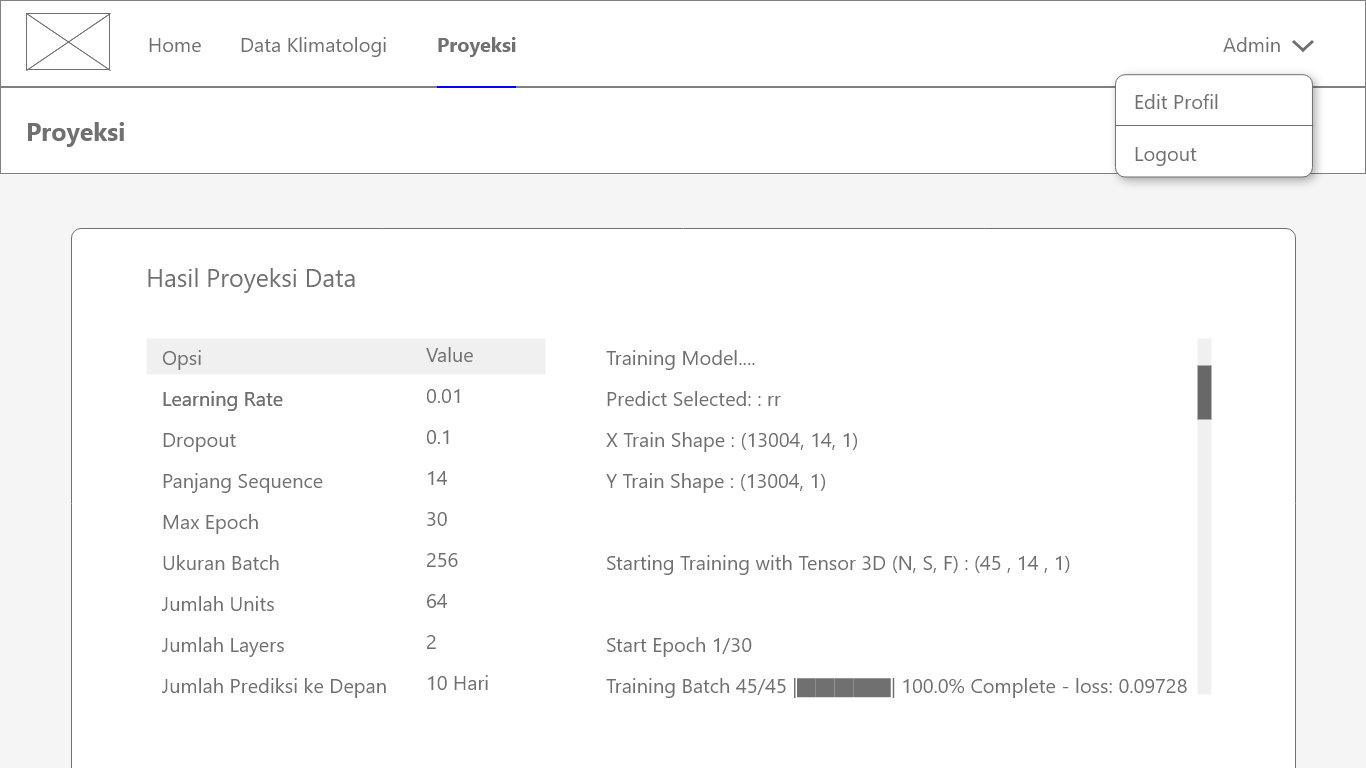 Home Data Klimatologi Proyeksi Admin
Edit Profil
Proyeksi
Logout
Hasil Proyeksi Data
Opsi Value
Learning Rate 0.01
Dropout 0.1
Panjang Sequence 14
Max Epoch 30
Ukuran Batch 256
Jumlah Units 64
Jumlah Layers 2
Jumlah Prediksi ke Depan 10 Hari
Training Model....
Predict Selected: : rr
X Train Shape : (13004, 14, 1)
Y Train Shape : (13004, 1)
Starting Training with Tensor 3D (N, S, F) : (45 , 14 , 1)
Start Epoch 1/30
Training Batch 45/45 |██████| 100.0% Complete - loss: 0.09728